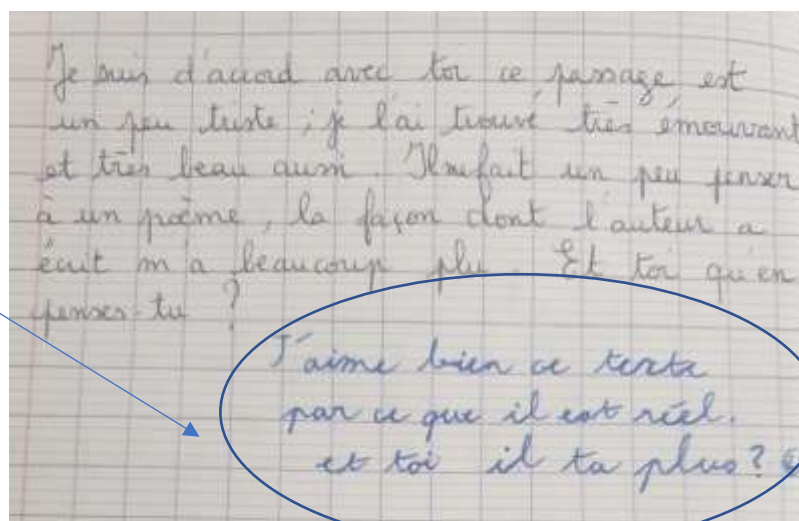 Je suis d'accord avec toi ce passage est
un peu triste ; je l'ai trouvé très émouvant
et très beau aussi. Il me fait un peu penser
à un poème, la façon dont l'auteur a
écrit m'a beaucoup plu. Et toi qu'en
penses-tu ?
J'aime bien ce texte
par ce que il est réel.
et toi il ta plus ?